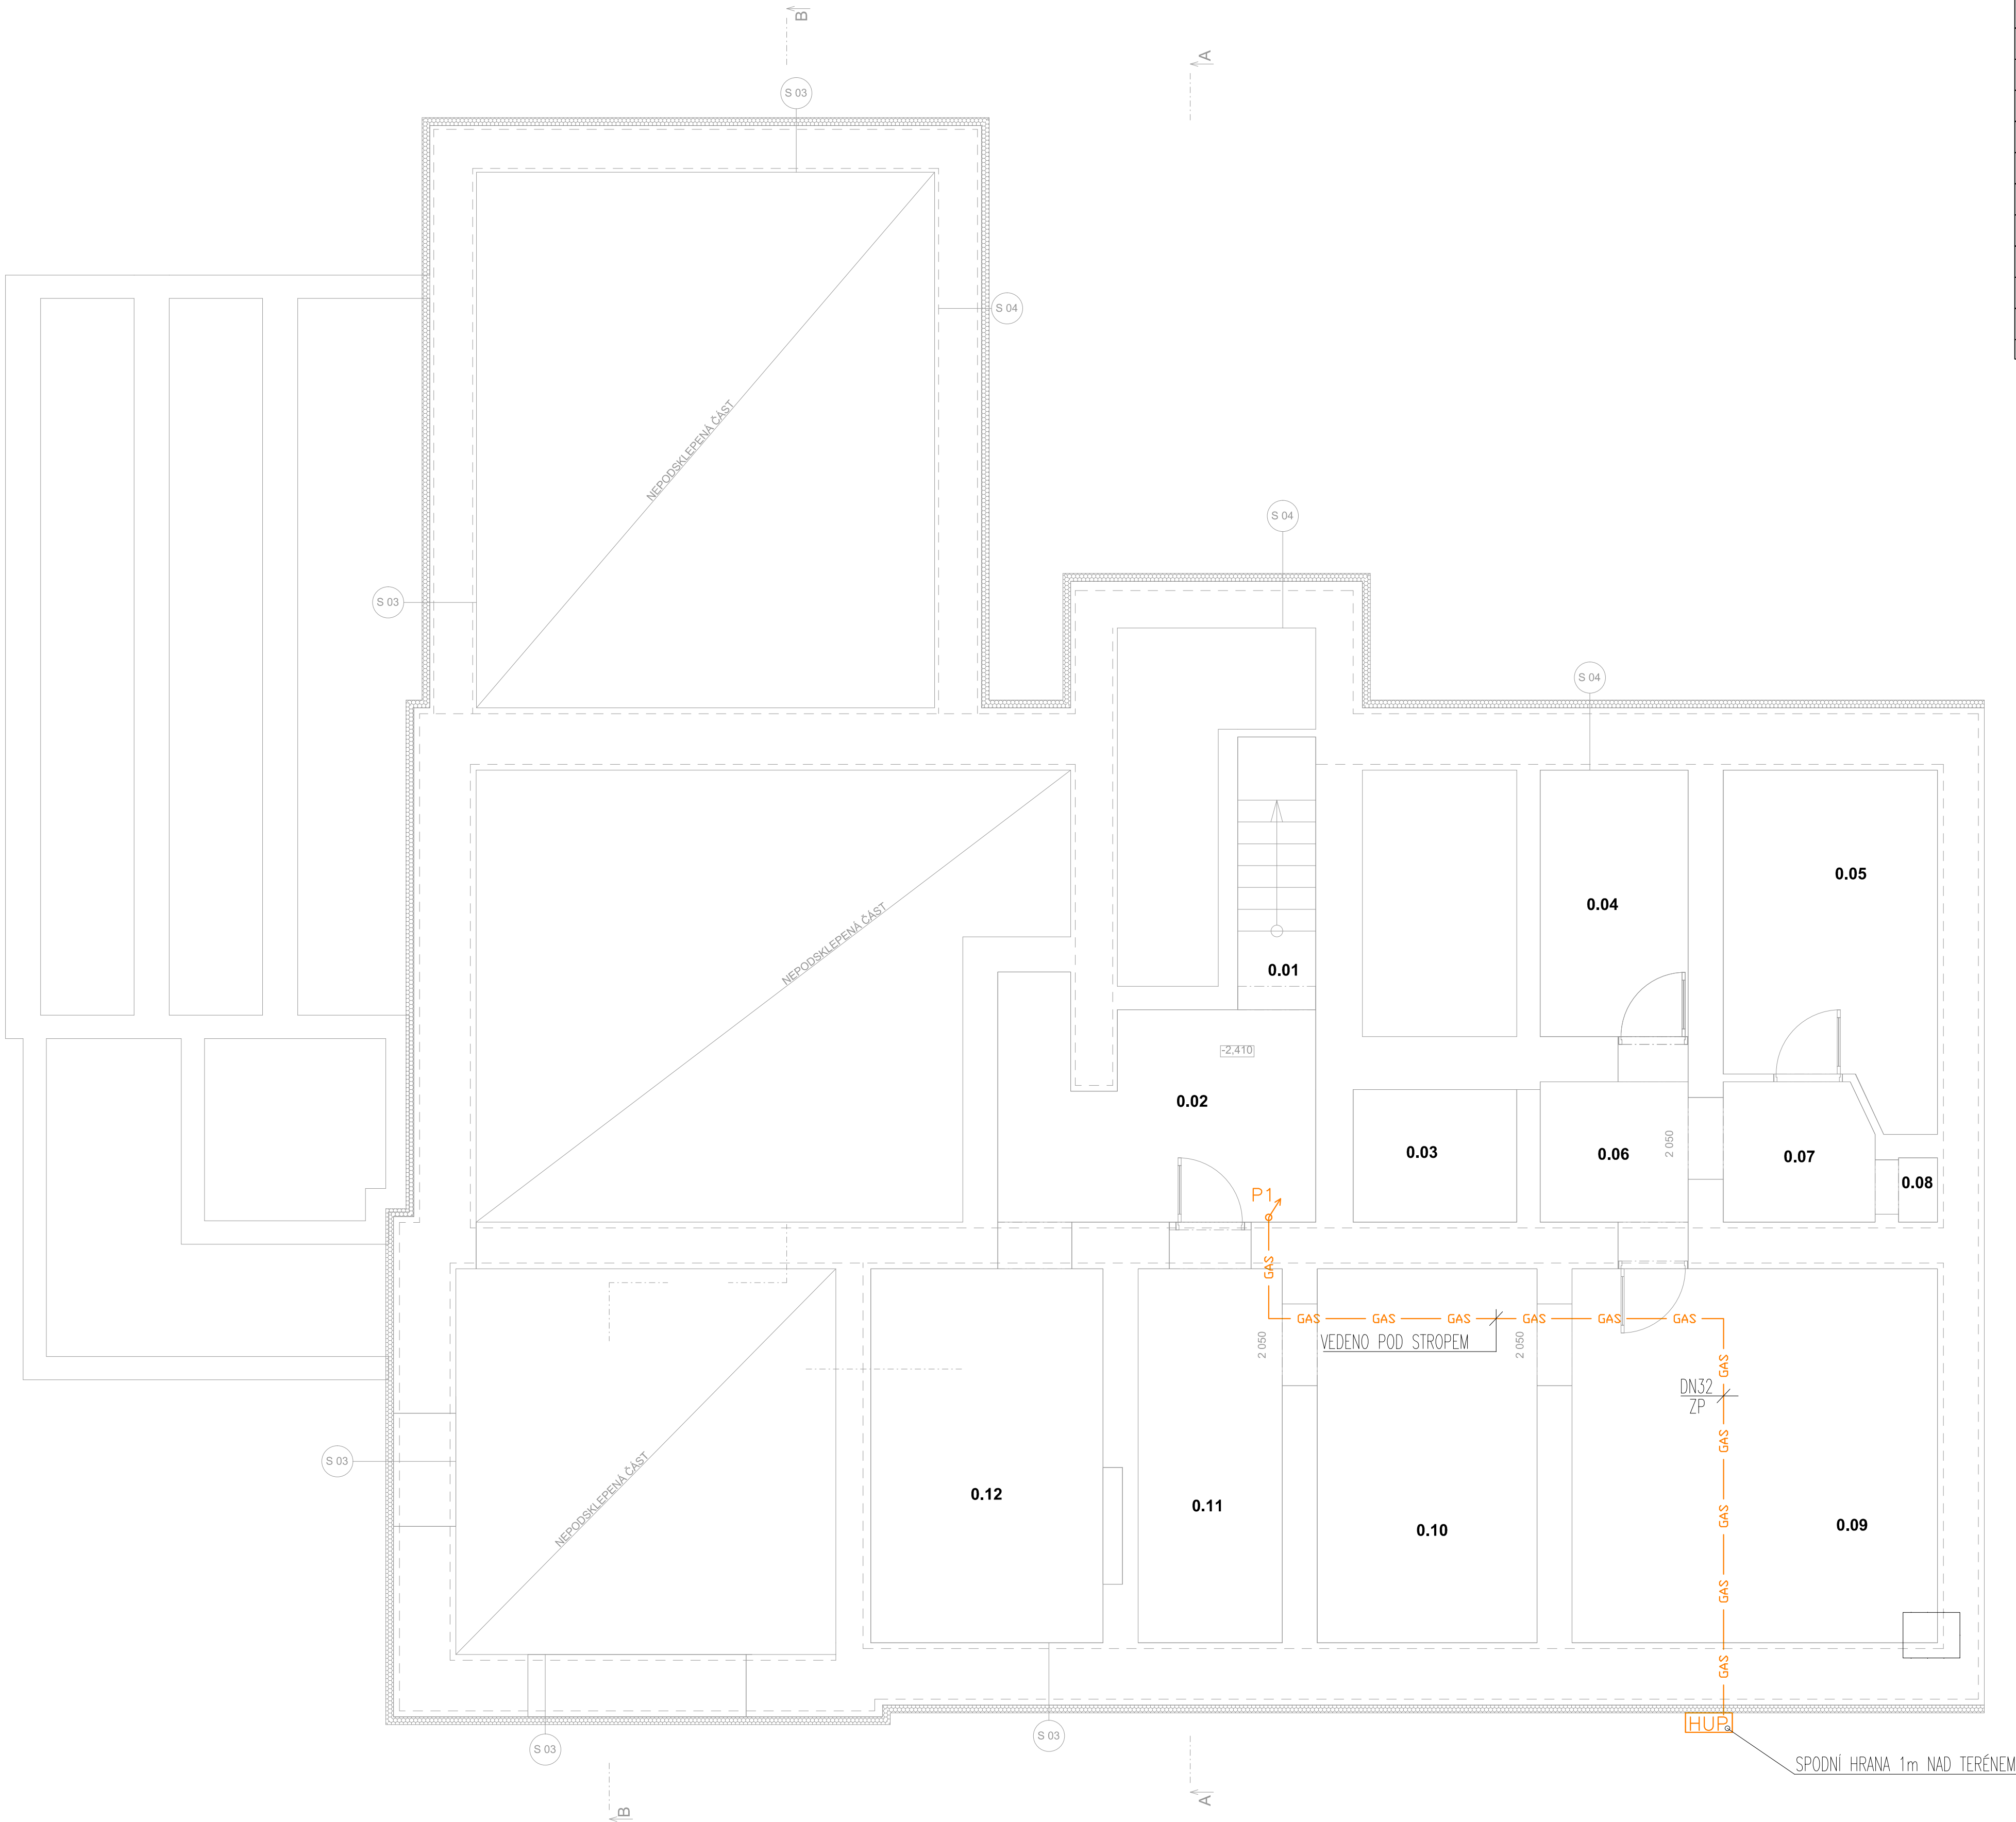 B
A
S 03
S 04
NEPODSKLEPENÁ ČÁST
S 04
S 03
S 04
0.05
0.04
NEPODSKLEPENÁ ČÁST
0.01
-2,410
0.02
2 050
0.03
0.06
0.07
0.08
P1
GAS
GAS GAS GAS GAS GAS GAS
2 050
VEDENO POD STROPEM
2 050
GAS
DN32
ZP
GAS
S 03
NEPODSKLEPENÁ ČÁST
0.12
0.11
0.10
GAS
0.09
GAS
GAS
HUP
S 03
S 03
SPODNÍ HRANA 1m NAD TERÉNEM
A
B